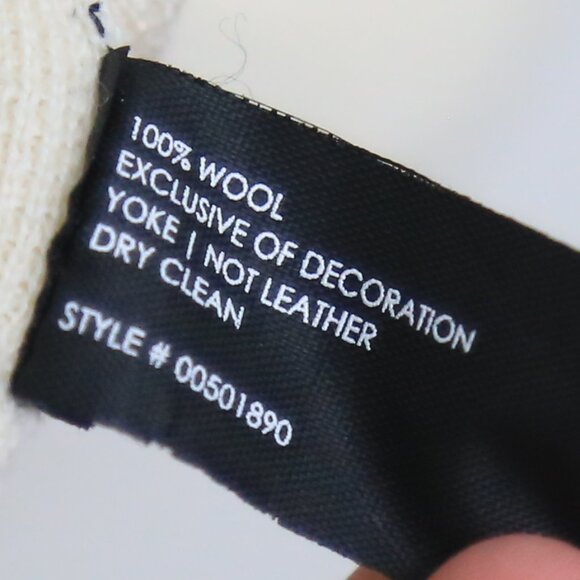 100% WOOL
EXCLUSIVE OF DECORATION
YOKE | NOT LEATHER
DRY CLEAN
STYLE # 00501890